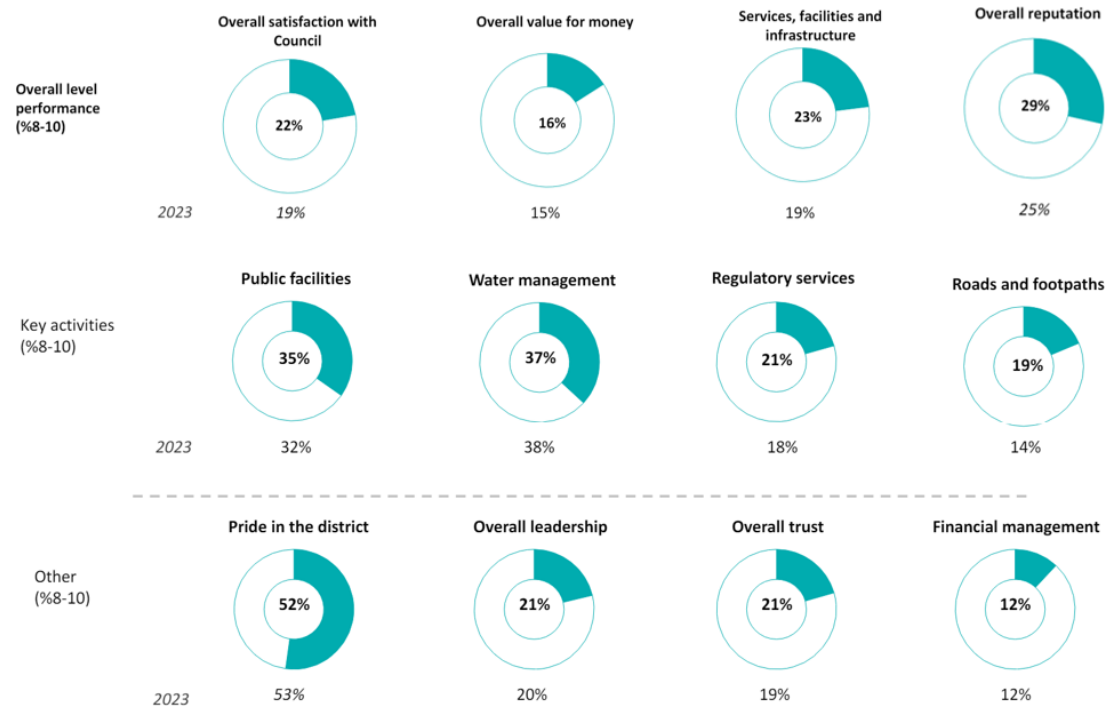 Overall satisfaction with
Council
Overall value for money
Services, facilities and
infrastructure
Overall reputation
Overall level
performance
(%8-10)
22%
16%
23%
29%
2023
19%
15%
19%
25%
Public facilities
Water management
Regulatory services
Roads and footpaths
Key activities
(%8-10)
35%
37%
21%
19%
2023
32%
38%
18%
14%
Pride in the district
Overall leadership
Overall trust
Financial management
Other
(%8-10)
52%
21%
21%
12%
2023
53%
20%
19%
12%